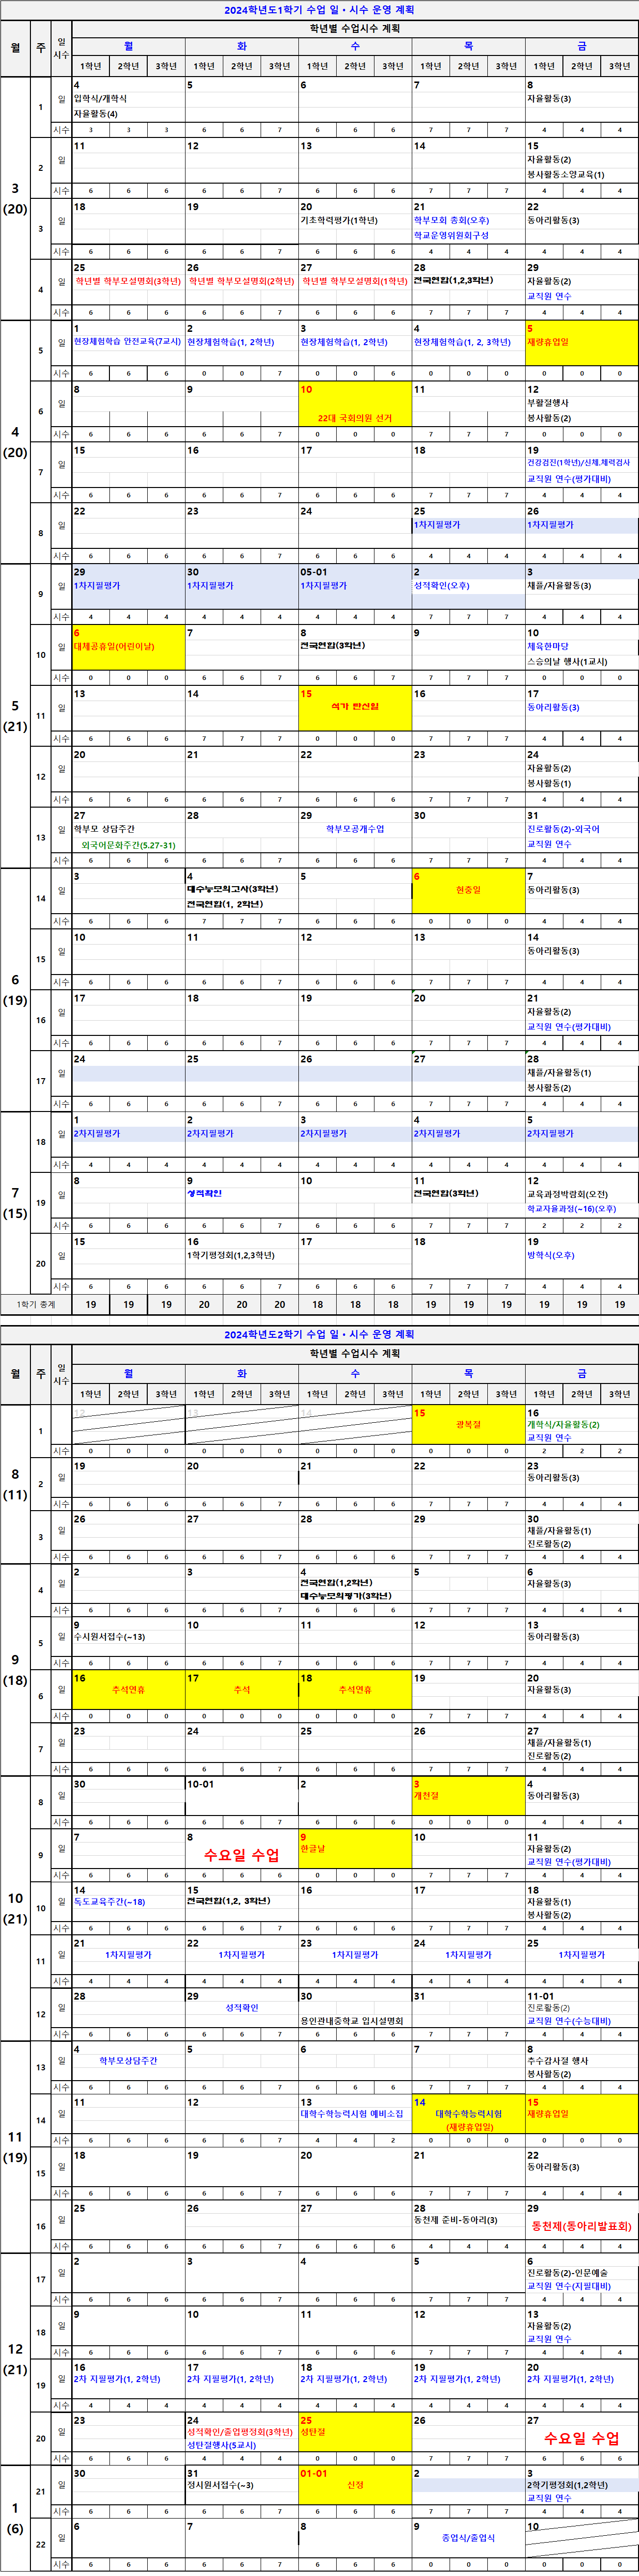 2024학년도1학기 수업 일・시수 운영 계획
월 주 일 시수 학년별 수업시수 계획
월 화 수 목 금
1학년 2학년 3학년 1학년 2학년 3학년 1학년 2학년 3학년 1학년 2학년 3학년 1학년 2학년 3학년
3 (20)
1 일 4 5 6 7 8
입학식/개학식 자율활동(3)
자율활동(4)
시수 3 3 3 6 6 7 6 6 6 7 7 7 4 4 4
2 일 11 12 13 14 15
자율활동(2)
봉사활동소양교육(1)
시수 6 6 6 6 6 7 6 6 6 7 7 7 4 4 4
3 일 18 19 20 21 22
기초학력평가(1학년) 학부모회 총회(오후) 동아리활동(3)
학교운영위원회구성
시수 6 6 6 6 6 7 6 6 6 4 4 4 4 4 4
4 일 25 26 27 28 29
학년별 학부모설명회(3학년) 학년별 학부모설명회(2학년) 학년별 학부모설명회(1학년) 전국연합(1,2,3학년) 자율활동(2)
교직원 연수
시수 6 6 6 6 6 7 6 6 6 7 7 7 4 4 4
4 (20)
5 일 1 2 3 4 5
현장체험학습 안전교육(7교시) 현장체험학습(1, 2학년) 현장체험학습(1, 2학년) 현장체험학습(1, 2, 3학년) 재량휴업일
시수 6 6 6 0 0 7 0 0 6 0 0 0 0 0 0
6 일 8 9 10 11 12
부활절행사
22대 국회의원 선거 봉사활동(2)
시수 6 6 6 6 6 7 0 0 0 7 7 7 0 0 0
7 일 15 16 17 18 19
건강검진(1학년)/신체,체력검사
교직원 연수(평가대비)
시수 6 6 6 6 6 7 6 6 6 7 7 7 4 4 4
8 일 22 23 24 25 26
1차지필평가 1차지필평가
시수 6 6 6 6 6 7 6 6 6 4 4 4 4 4 4
5 (21)
9 일 29 30 05-01 2 3
1차지필평가 1차지필평가 1차지필평가 성적확인(오후) 채플/자율활동(3)
시수 4 4 4 4 4 4 4 4 4 7 7 7 4 4 4
10 일 6 7 8 9 10
대체공휴일(어린이날) 전국연합(3학년) 체육한마당
스승의날 행사(1교시)
시수 0 0 0 6 6 7 6 6 7 6 6 7 0 0 0
11 일 13 14 15 16 17
석가 탄신일 동아리활동(3)
시수 6 6 6 7 7 7 0 0 0 7 7 7 4 4 4
12 일 20 21 22 23 24
자율활동(2)
봉사활동(1)
시수 6 6 6 6 6 7 6 6 6 7 7 7 4 4 4
13 일 27 28 29 30 31
학부모 상담주간 학부모공개수업 진로활동(2)-외국어
외국어문화주간(5.27-31) 교직원 연수
시수 6 6 6 6 6 7 6 6 6 7 7 7 4 4 4
6 (19)
14 일 3 4 5 6 7
대수능모의고사(3학년) 현충일 동아리활동(3)
전국연합(1, 2학년)
시수 6 6 6 7 7 7 6 6 6 0 0 0 4 4 4
15 일 10 11 12 13 14
동아리활동(3)
시수 6 6 6 6 6 7 6 6 6 7 7 7 4 4 4
16 일 17 18 19 20 21
자율활동(2)
교직원 연수(평가대비)
시수 6 6 6 6 6 7 6 6 6 7 7 7 4 4 4
17 일 24 25 26 27 28
채플/자율활동(1)
봉사활동(2)
시수 6 6 6 6 6 7 6 6 6 7 7 7 4 4 4
7 (15)
18 일 1 2 3 4 5
2차지필평가 2차지필평가 2차지필평가 2차지필평가 2차지필평가
시수 4 4 4 4 4 4 4 4 4 4 4 4 4 4 4
19 일 8 9 10 11 12
성적확인 전국연합(3학년) 교육과정박람회(오전)
학교자율과정(~16)(오후)
시수 6 6 6 6 6 7 6 6 6 7 7 7 2 2 2
20 일 15 16 17 18 19
1학기평정회(1,2,3학년) 방학식(오후)
시수 6 6 6 6 6 7 6 6 6 7 7 7 4 4 4
1학기 총계 19 19 19 20 20 20 18 18 18 19 19 19 19 19 19
2024학년도2학기 수업 일・시수 운영 계획
월 주 일 시수 학년별 수업시수 계획
월 화 수 목 금
1학년 2학년 3학년 1학년 2학년 3학년 1학년 2학년 3학년 1학년 2학년 3학년 1학년 2학년 3학년
8 (11)
1 일 12 13 14 15 16
광복절 개학식/자율활동(2)
교직원 연수
시수 0 0 0 0 0 0 0 0 0 0 0 0 2 2 2
2 일 19 20 21 22 23
동아리활동(3)
시수 6 6 6 6 6 7 6 6 6 7 7 7 4 4 4
3 일 26 27 28 29 30
채플/자율활동(1)
진로활동(2)
시수 6 6 6 6 6 7 6 6 6 7 7 7 4 4 4
9 (18)
4 일 2 3 4 5 6
전국연합(1,2학년) 자율활동(3)
대수능모의평가(3학년)
시수 6 6 6 6 6 7 6 6 6 7 7 7 4 4 4
5 일 9 10 11 12 13
수시원서접수(~13) 동아리활동(3)
시수 6 6 6 6 6 7 6 6 6 7 7 7 4 4 4
6 일 16 17 18 19 20
추석연휴 추석 추석연휴 자율활동(3)
시수 0 0 0 0 0 0 0 0 0 7 7 7 4 4 4
7 일 23 24 25 26 27
채플/자율활동(1)
진로활동(2)
시수 6 6 6 6 6 7 6 6 6 7 7 7 4 4 4
10 (21)
8 일 30 10-01 2 3 4
개천절 동아리활동(3)
시수 6 6 6 6 6 7 6 6 6 0 0 0 4 4 4
9 일 7 8 9 10 11
수요일 수업 한글날 자율활동(2)
교직원 연수(평가대비)
시수 6 6 6 6 6 6 0 0 0 7 7 7 4 4 4
10 일 14 15 16 17 18
독도교육주간(~18) 전국연합(1,2, 3학년) 자율활동(1)
봉사활동(2)
시수 6 6 6 6 6 7 6 6 6 7 7 7 4 4 4
11 일 21 22 23 24 25
1차지필평가 1차지필평가 1차지필평가 1차지필평가 1차지필평가
시수 4 4 4 4 4 4 4 4 4 4 4 4 4 4 4
12 일 28 29 30 31 11-01
성적확인 진로활동(2)
용인관내중학교 입시설명회 교직원 연수(수능대비)
시수 6 6 6 6 6 7 6 6 6 7 7 7 4 4 4
11 (19)
13 일 4 5 6 7 8
학부모상담주간 추수감사절 행사
봉사활동(2)
시수 6 6 6 6 6 7 6 6 6 7 7 7 4 4 4
14 일 11 12 13 14 15
대학수학능력시험 예비소집 대학수학능력시험 재량휴업일
(재량휴업일)
시수 6 6 6 6 6 7 4 4 2 0 0 0 0 0 0
15 일 18 19 20 21 22
동아리활동(3)
시수 6 6 6 6 6 7 6 6 6 7 7 7 4 4 4
16 일 25 26 27 28 29
동천제 준비-동아리(3) 동천제(동아리발표회)
시수 6 6 6 6 6 7 6 6 6 4 4 4 0 0 0
12 (21)
17 일 2 3 4 5 6
진로활동(2)-인문예술
교직원 연수(지필대비)
시수 6 6 6 6 6 7 6 6 6 7 7 7 4 4 4
18 일 9 10 11 12 13
자율활동(2)
교직원 연수
시수 6 6 6 6 6 7 6 6 6 7 7 7 4 4 4
19 일 16 17 18 19 20
2차 지필평가(1, 2학년) 2차 지필평가(1, 2학년) 2차 지필평가(1, 2학년) 2차 지필평가(1, 2학년) 2차 지필평가(1, 2학년)
시수 4 4 4 4 4 4 4 4 4 4 4 4 4 4 4
20 일 23 24 25 26 27
성적확인/졸업평정회(3학년) 성탄절 수요일 수업
성탄절행사(5교시)
시수 6 6 6 4 4 4 0 0 0 7 7 7 6 6 6
1 (6)
21 일 30 31 01-01 2 3
정시원서접수(~3) 신정 2학기평정회(1,2학년)
교직원 연수
시수 6 6 6 6 6 7 0 0 0 7 7 7 4 4 4
22 일 6 7 8 9 10
종업식/졸업식
시수 6 6 6 6 6 7 6 6 6 0 0 0 0 0 0